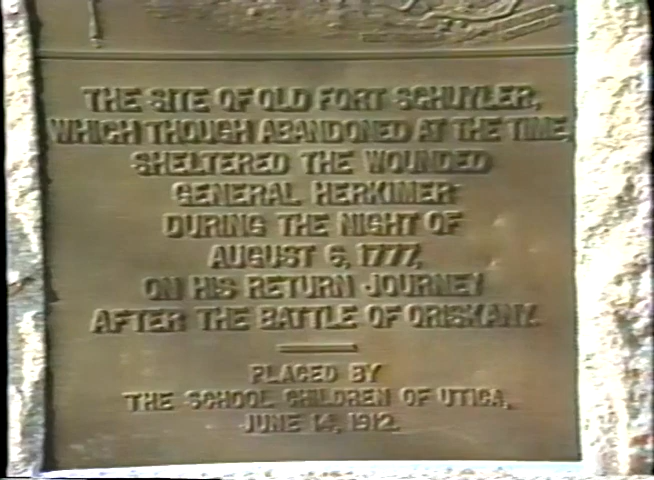 THE SITE OF OLD FORT SCHUYLER,
WHICH THOUGH ABANDONED AT THE TIME,
SHELTERED THE WOUNDED
GENERAL HERKIMER
DURING THE NIGHT OF
AUGUST 6, 1777,
ON HIS RETURN JOURNEY
AFTER THE BATTLE OF ORISKANY.
PLACED BY
THE SCHOOL CHILDREN OF UTICA,
JUNE 14, 1912.